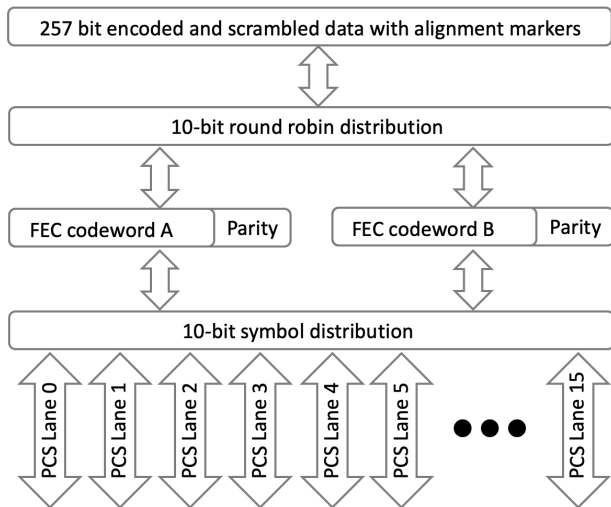 257 bit encoded and scrambled data with alignment markers
10-bit round robin distribution
FEC codeword A
Parity
FEC codeword B
Parity
10-bit symbol distribution
PCS Lane 0
PCS Lane 1
PCS Lane 2
PCS Lane 3
PCS Lane 4
PCS Lane 5
PCS Lane 15